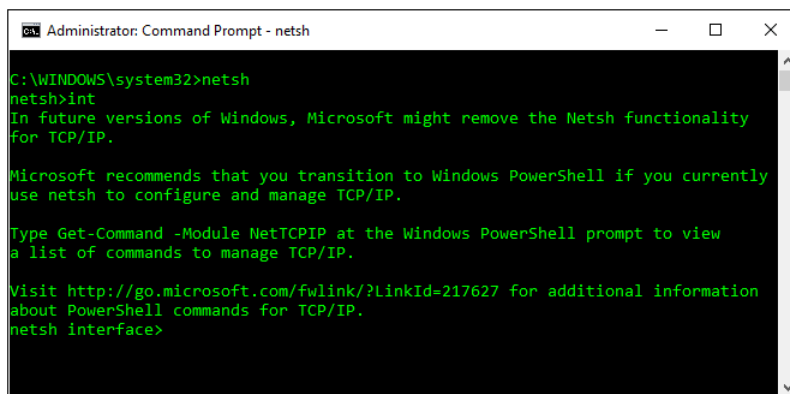 Administrator: Command Prompt - netsh
C:\WINDOWS\system32>netsh
netsh>int
In future versions of Windows, Microsoft might remove the Netsh functionality
for TCP/IP.
Microsoft recommends that you transition to Windows PowerShell if you currently
use netsh to configure and manage TCP/IP.
Type Get-Command -Module NetTCPIP at the Windows PowerShell prompt to view
a list of commands to manage TCP/IP.
Visit http://go.microsoft.com/fwlink/?LinkId=217627 for additional information
about PowerShell commands for TCP/IP.
netsh interface>